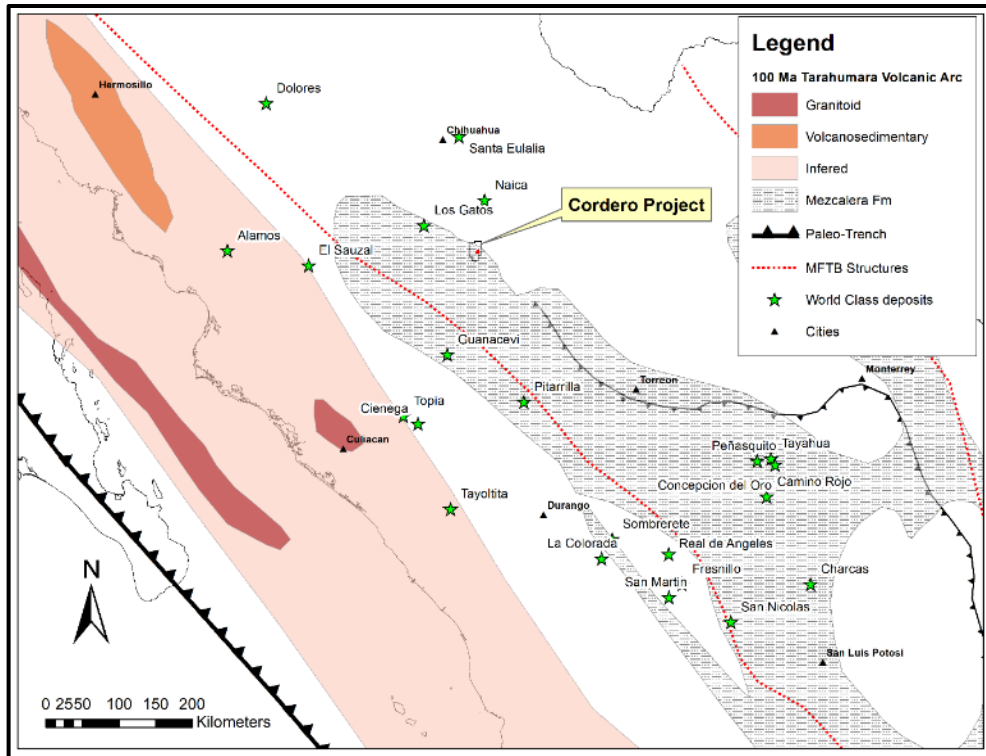 Legend
100 Ma Tarahumara Volcanic Arc
Granitoid
Volcanosedimentary
Infered
Mezcalera Fm
Paleo-Trench
MFTB Structures
World Class deposits
Cities
Hermosillo
Dolores
Chihuahua
Santa Eulalia
Naica
Los Gatos
Cordero Project
Alamos
El Sauzal
Guanacevi
Pitarrilla
Torreon
Monterrey
Cienega
Topia
Culiacan
Peñasquito
Tayahua
Concepcion del Oro
Camino Rojo
Tayoltita
Durango
Sombrerete
La Colorada
Real de Angeles
San Martin
Fresnillo
Charcas
San Nicolas
San Luis Potosi
N
0 25 50 100 150 200
Kilometers